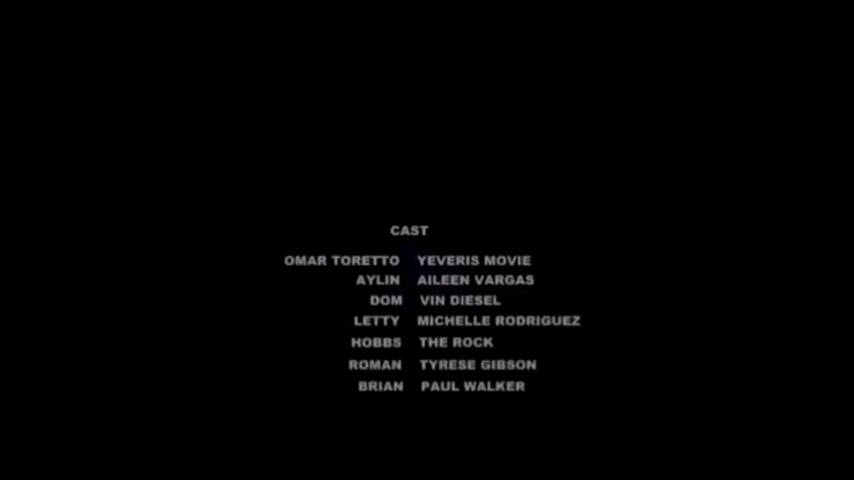 CAST
OMAR TORETTO YEVERIS MOVIE
AYLIN AILEEN VARGAS
DOM VIN DIESEL
LETTY MICHELLE RODRIGUEZ
HOBBS THE ROCK
ROMAN TYRESE GIBSON
BRIAN PAUL WALKER